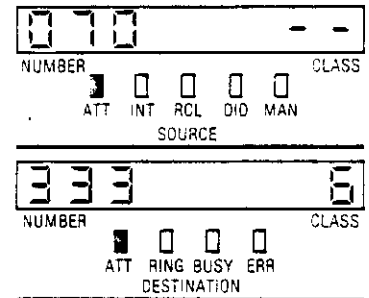 070 - -
NUMBER CLASS
ATT INT RCL DID MAN
SOURCE
333 6
NUMBER CLASS
ATT RING BUSY ERR
DESTINATION